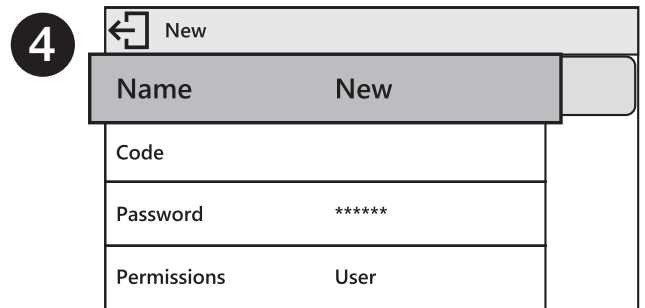 4
New
Name New
Code
Password ******
Permissions User